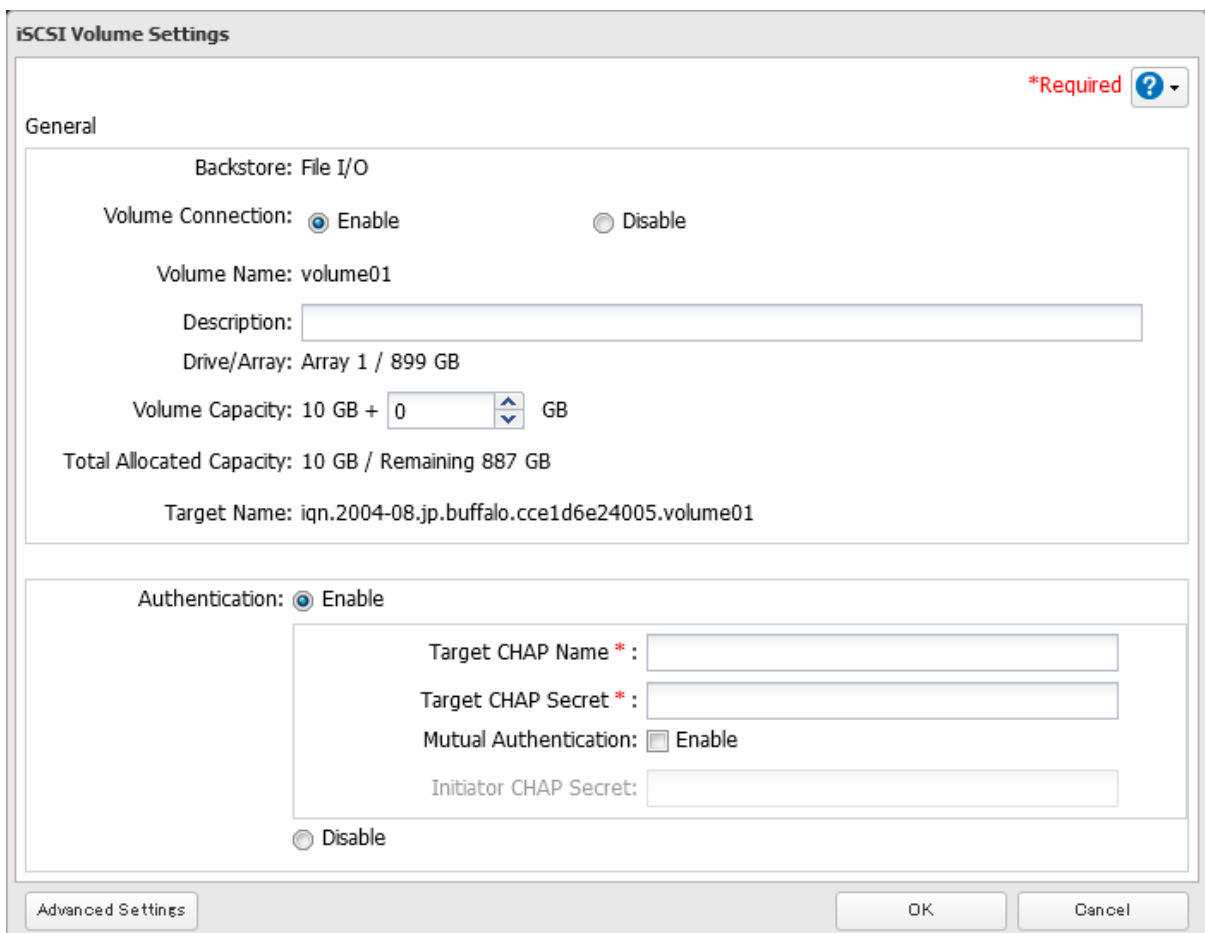 iSCSI Volume Settings
*Required
General
Backstore: File I/O
Volume Connection: Enable Disable
Volume Name: volume01
Description:
Drive/Array: Array 1 / 899 GB
Volume Capacity: 10 GB + 0 GB
Total Allocated Capacity: 10 GB / Remaining 887 GB
Target Name: iqn.2004-08.jp.buffalo.cce1d6e24005.volume01
Authentication: Enable
Target CHAP Name * :
Target CHAP Secret * :
Mutual Authentication: Enable
Initiator CHAP Secret:
Disable
Advanced Settings OK Cancel